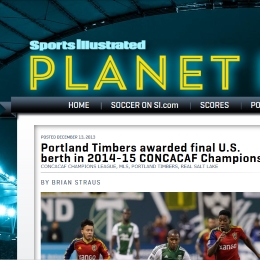 Sports Illustrated
PLANET
HOME | SOCCER ON SI.com | SCORES | PO
POSTED DECEMBER 13, 2013
Portland Timbers awarded final U.S.
berth in 2014-15 CONCACAF Champions
CONCACAF CHAMPIONS LEAGUE, MLS, PORTLAND TIMBERS, REAL SALT LAKE
BY BRIAN STRAUS